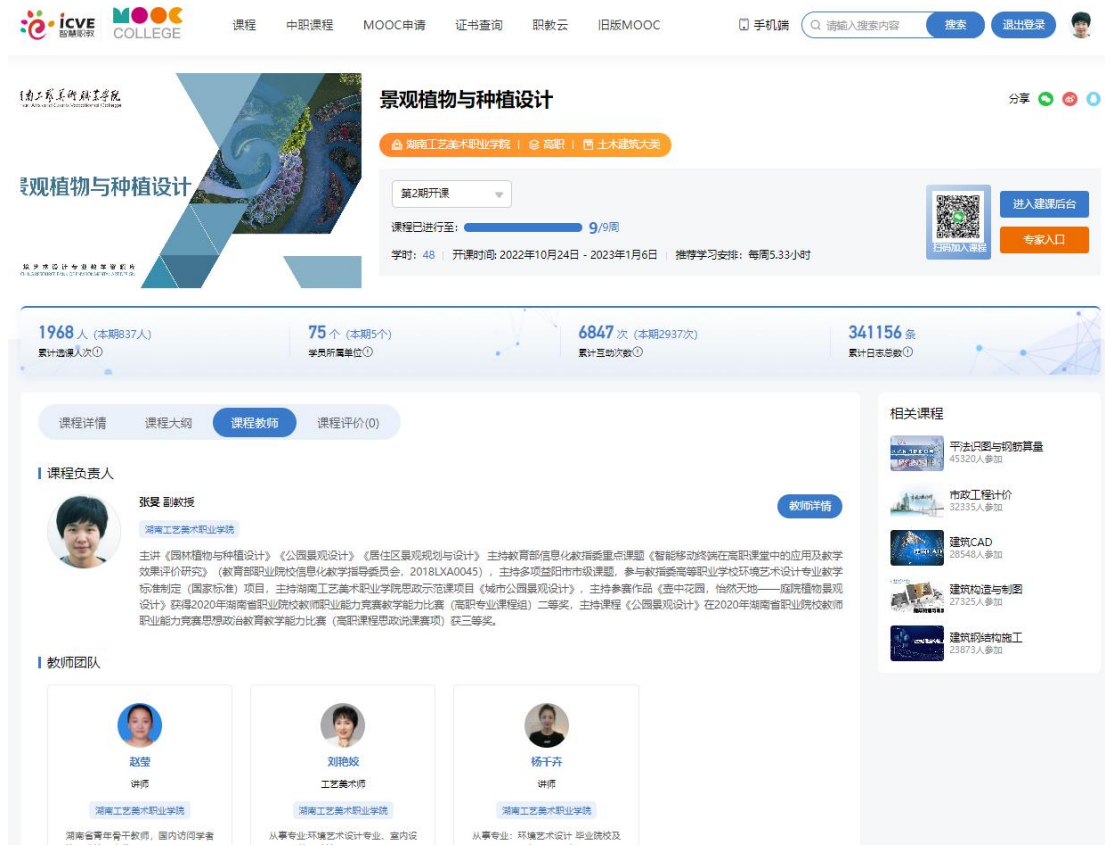 icve 智慧职教
MOOC COLLEGE
课程 中职课程 MOOC申请 证书查询 职教云 旧版MOOC 手机端 请输入搜索内容 搜索 退出登录
景观植物与种植设计
分享
湖南工艺美术职业学院 | 高职 | 土木建筑大类
观植物与种植设计
第2期开课
课程已进行至： 9/9周
学时：48 开课时间: 2022年10月24日 - 2023年1月6日 推荐学习安排：每周5.33小时
扫码加入课程
进入建课后台
专家入口
1968 人（本期837人） 75 个（本期5个） 6847 次（本期2937次） 341156 条
累计选课人次 学员所属单位 累计互动次数 累计日志总数
课程详情 课程大纲 课程教师 课程评价(0)
课程负责人
张旻 副教授
教师详情
湖南工艺美术职业学院
主讲《园林植物与种植设计》《公园景观设计》《居住区景观规划与设计》 主持教育部信息化教指委重点课题《智能移动终端在高职课堂中的应用及教学
效果评价研究》（教育部职业院校信息化教学指导委员会，2018LXA0045），主持多项益阳市市级课题，参与教指委高等职业学校环境艺术设计专业教学
标准制定（国家标准）项目，主持湖南工艺美术职业学院思政示范课项目《城市公园景观设计》，主持参赛作品《壶中花园，怡然天地——庭院植物景观
设计》获得2020年湖南省职业院校教师职业能力竞赛教学能力比赛（高职专业课程组）二等奖，主持课程《公园景观设计》在2020年湖南省职业院校教师
职业能力竞赛思想政治教育教学能力比赛（高职课程思政说课赛项）获三等奖。
教师团队
赵莹
讲师
湖南工艺美术职业学院
湖南省青年骨干教师，国内访问学者
刘艳姣
工艺美术师
湖南工艺美术职业学院
从事专业:环境艺术设计专业、室内设
杨千卉
讲师
湖南工艺美术职业学院
从事专业：环境艺术设计 毕业院校及
相关课程
平法识图与钢筋算量
45320人参加
市政工程计价
32335人参加
建筑CAD
28548人参加
建筑构造与制图
27325人参加
建筑钢结构施工
23873人参加